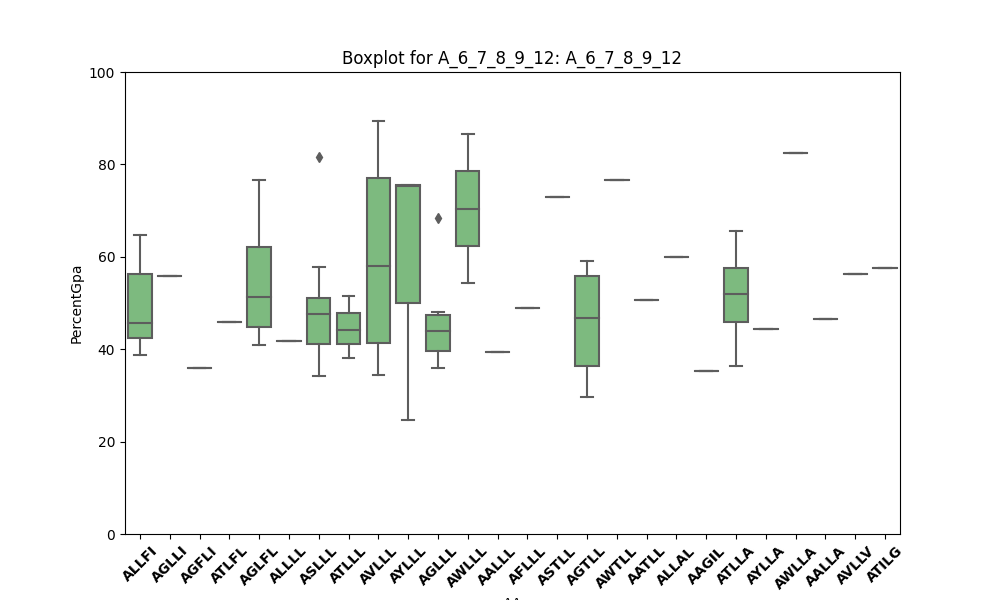 Boxplot for A_6_7_8_9_12: A_6_7_8_9_12
100
80
60
40
20
0
PercentGpa
ALLFI
AGLLI
AGFLI
ATLFL
AGLFL
ALLLL
ASLLL
ATLLL
AVLLL
AYLLL
AGLLL
AWLLL
AALLL
AFLLL
ASTLL
AGTLL
AWTLL
AATLL
ALLAL
AAGIL
ATLLA
AYLLA
AWLLA
AALLA
AVLLV
ATILG